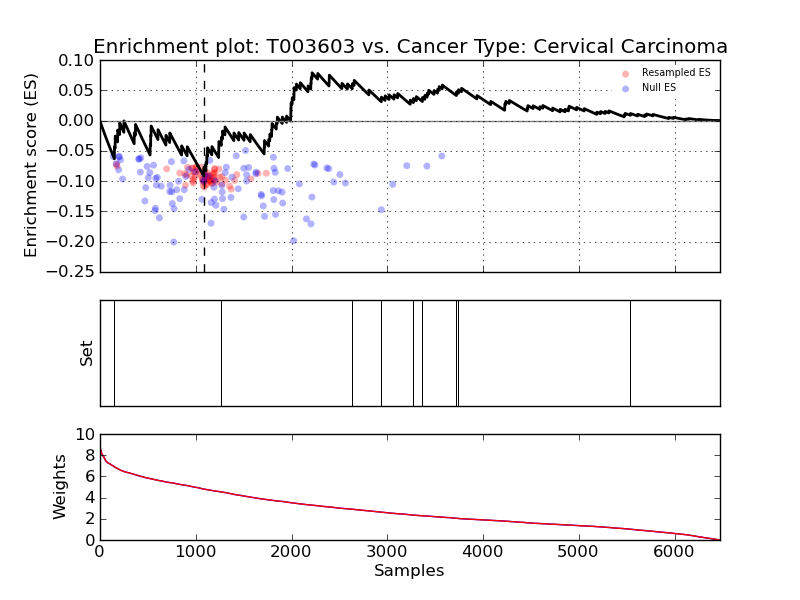 Enrichment plot: T003603 vs. Cancer Type: Cervical Carcinoma
Enrichment score (ES)
0.10
0.05
0.00
−0.05
−0.10
−0.15
−0.20
−0.25
Resampled ES
Null ES
Set
Weights
10
8
6
4
2
0
0 1000 2000 3000 4000 5000 6000
Samples